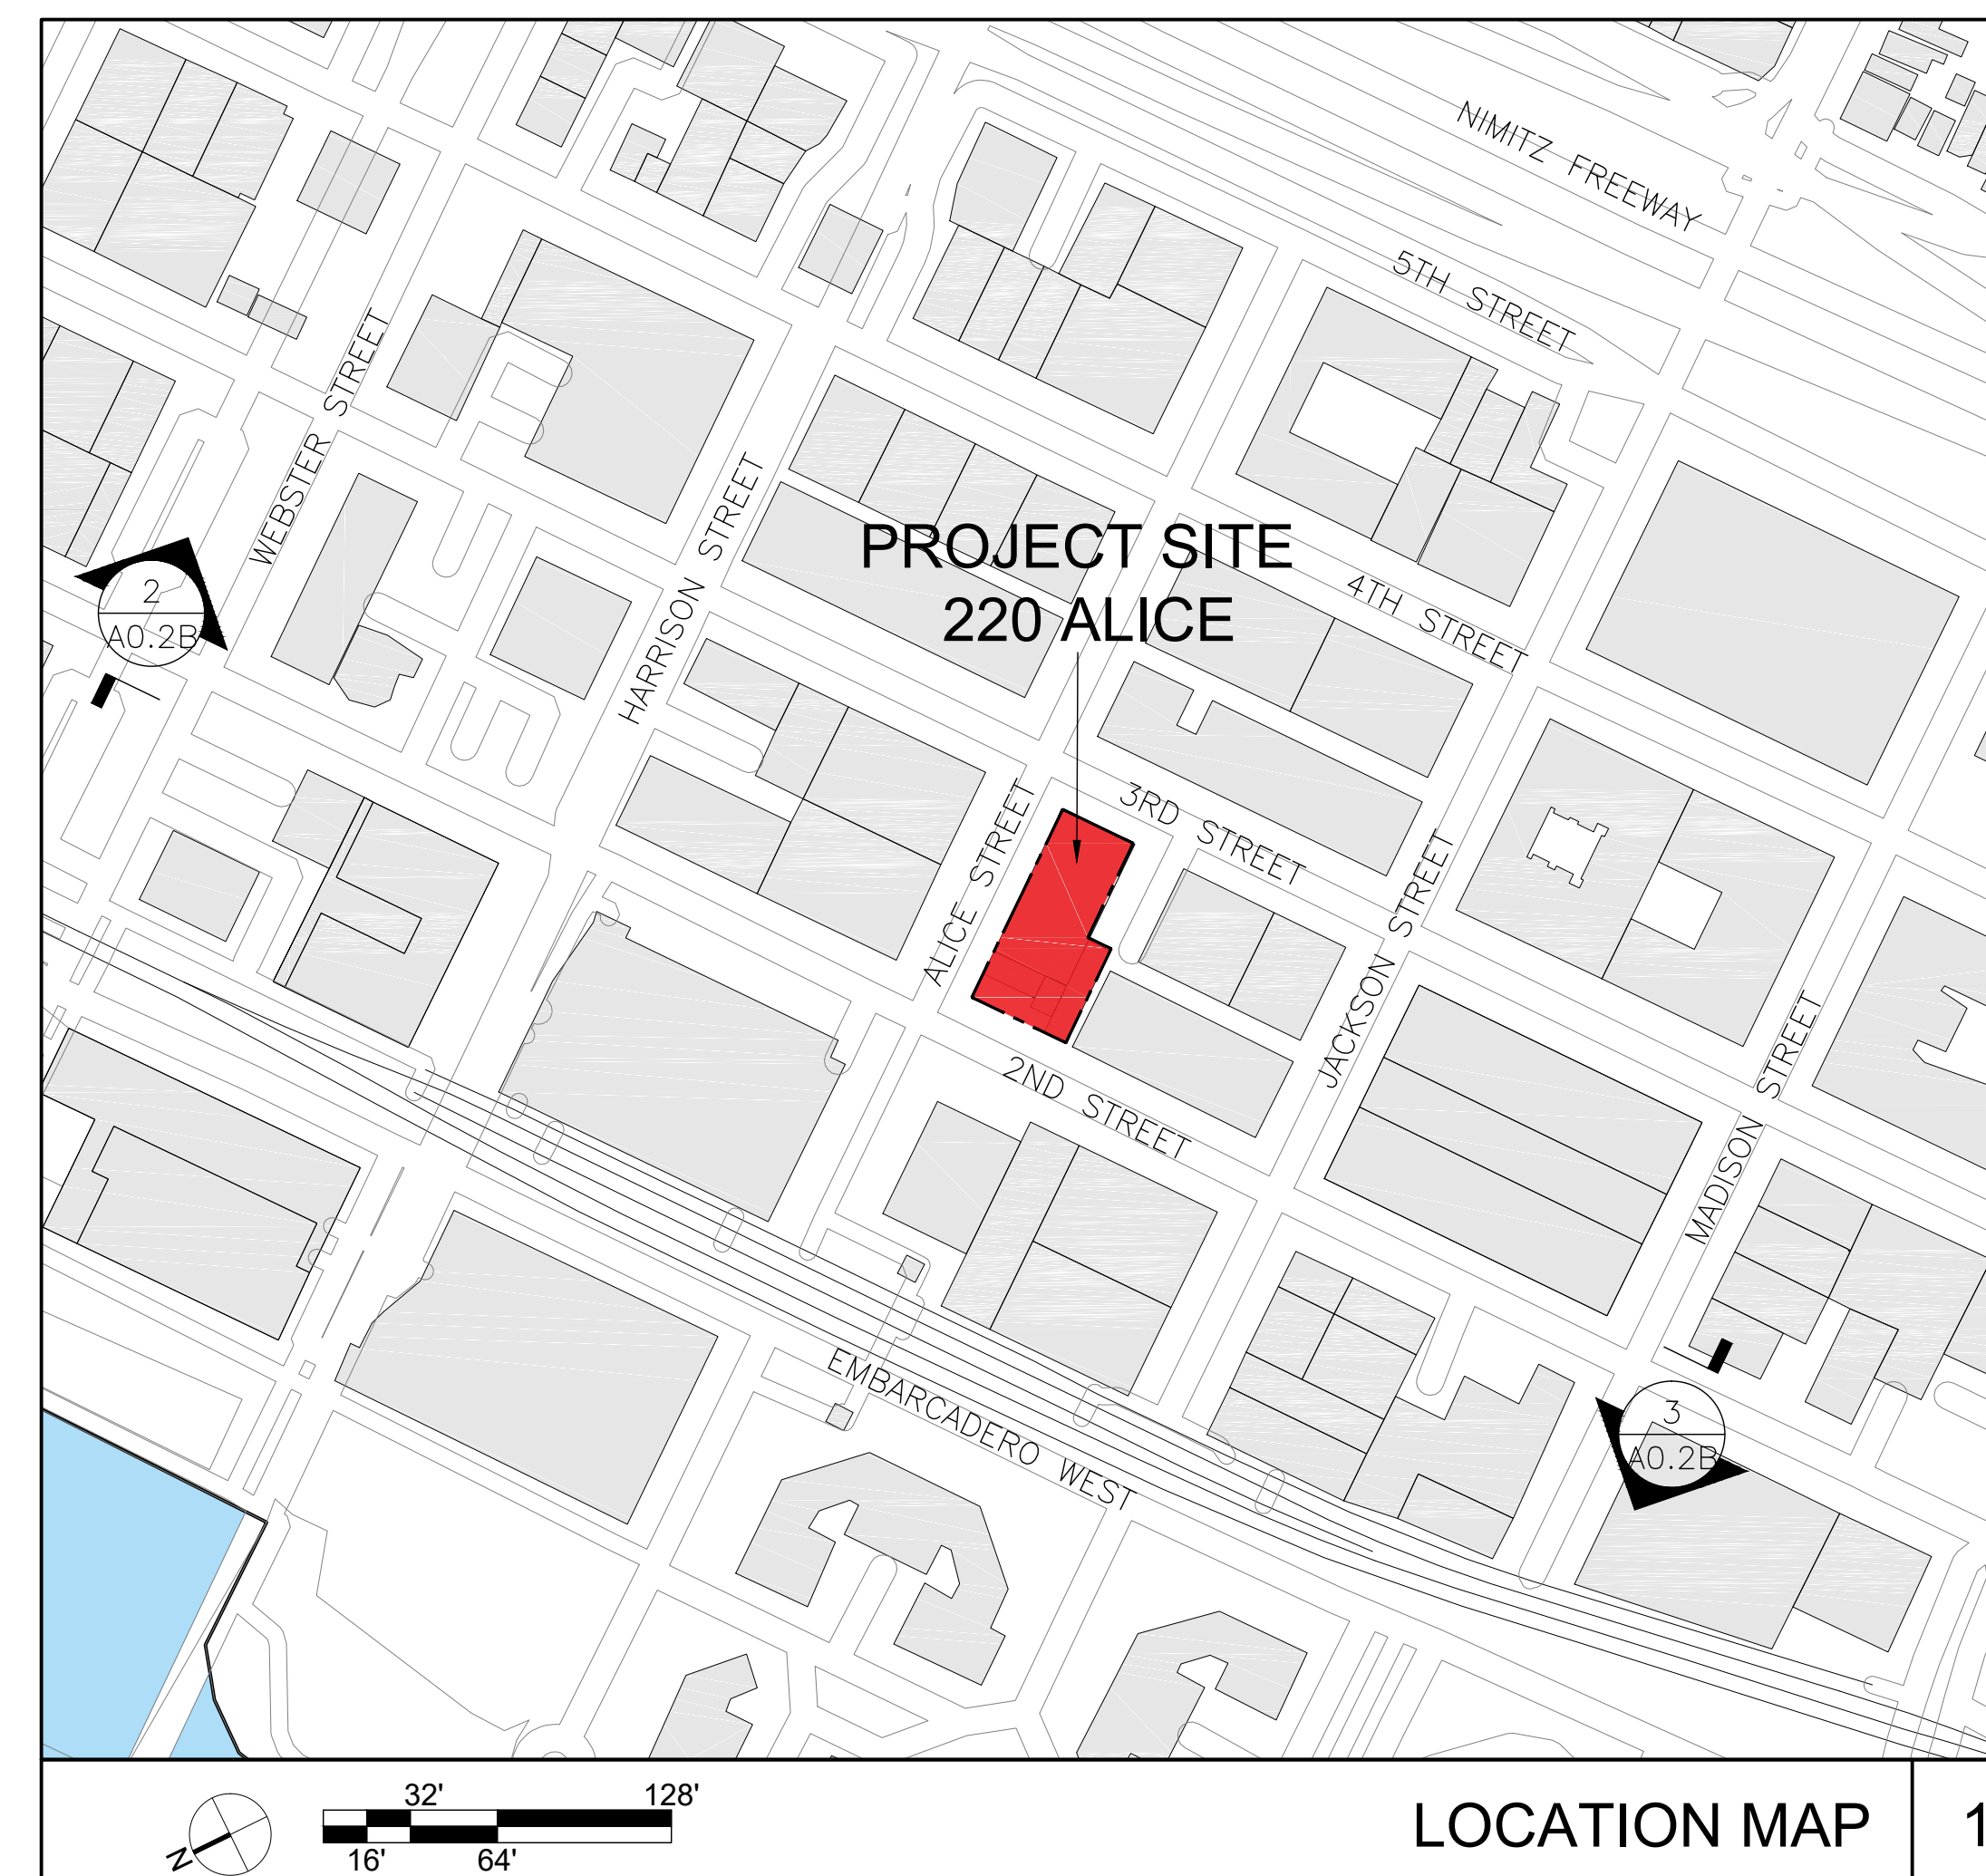 NIMITZ FREEWAY
5TH STREET
WEBSTER STREET
HARRISON STREET
PROJECT SITE
220 ALICE
4TH STREET
2
A0.2B
3RD STREET
ALICE STREET
JACKSON STREET
2ND STREET
MADISON STREET
EMBARCADERO WEST
3
A0.2B
N
32'
128'
16'
64'
LOCATION MAP
1